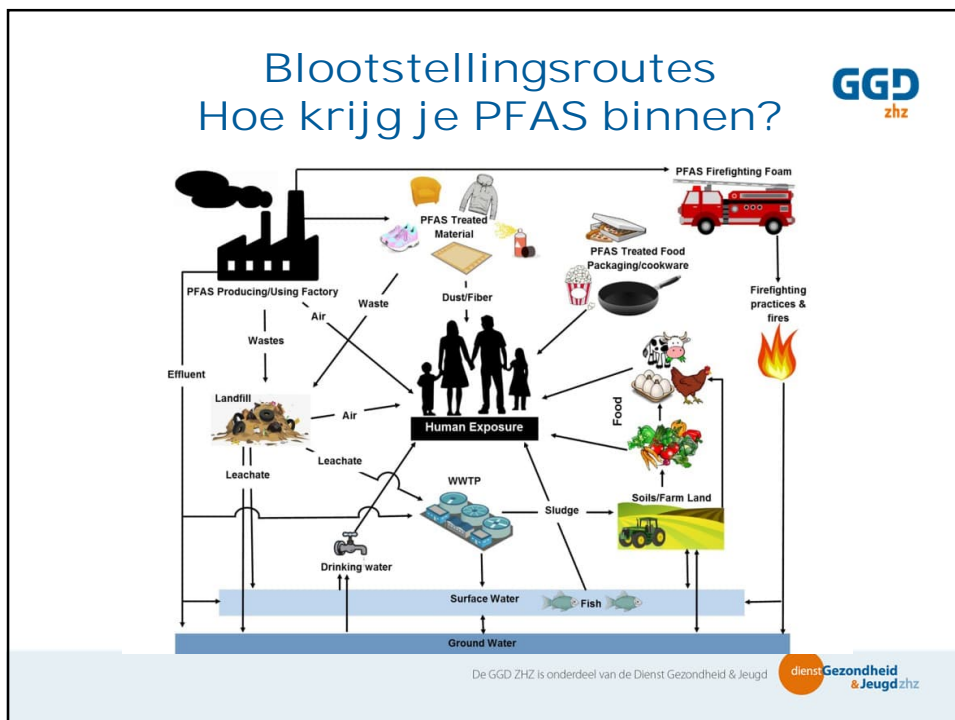 Blootstellingsroutes
Hoe krijg je PFAS binnen?
GGD
zhz
PFAS Firefighting Foam
PFAS Treated
Material
PFAS Treated Food
Packaging/cookware
PFAS Producing/Using Factory
Dust/Fiber
Firefighting
practices &
fires
Waste
Air
Wastes
Effluent
Landfill
Air
Human Exposure
Food
Leachate
Leachate
WWTP
Sludge
Soils/Farm Land
Drinking water
Surface Water
Fish
Ground Water
De GGD ZHZ is onderdeel van de Dienst Gezondheid & Jeugd
dienst Gezondheid
& Jeugd zhz